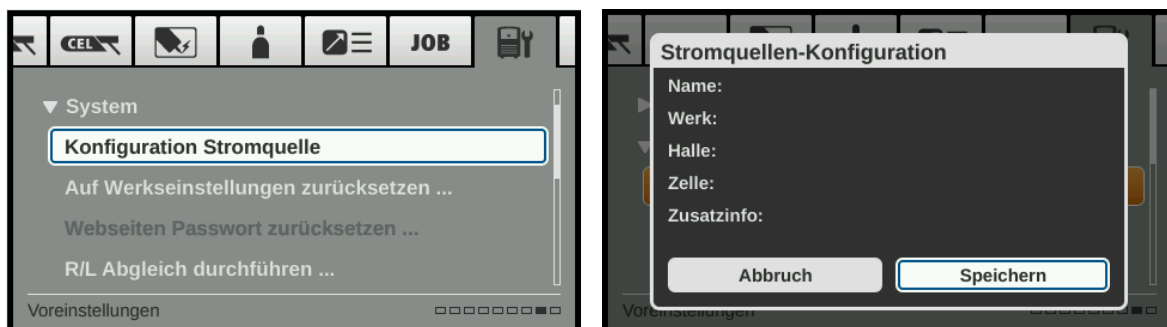 CEL
JOB
System
Konfiguration Stromquelle
Auf Werkseinstellungen zurücksetzen ...
Webseiten Passwort zurücksetzen ...
R/L Abgleich durchführen ...
Voreinstellungen
Stromquellen-Konfiguration
Name:
Werk:
Halle:
Zelle:
Zusatzinfo:
Abbruch Speichern
Voreinstellungen